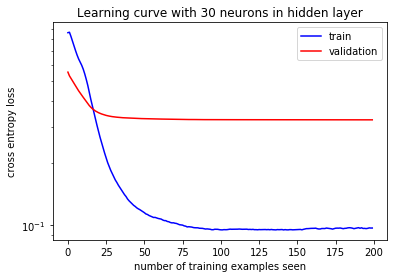 Learning curve with 30 neurons in hidden layer
train
validation
cross entropy loss
10⁻¹
0 25 50 75 100 125 150 175 200
number of training examples seen